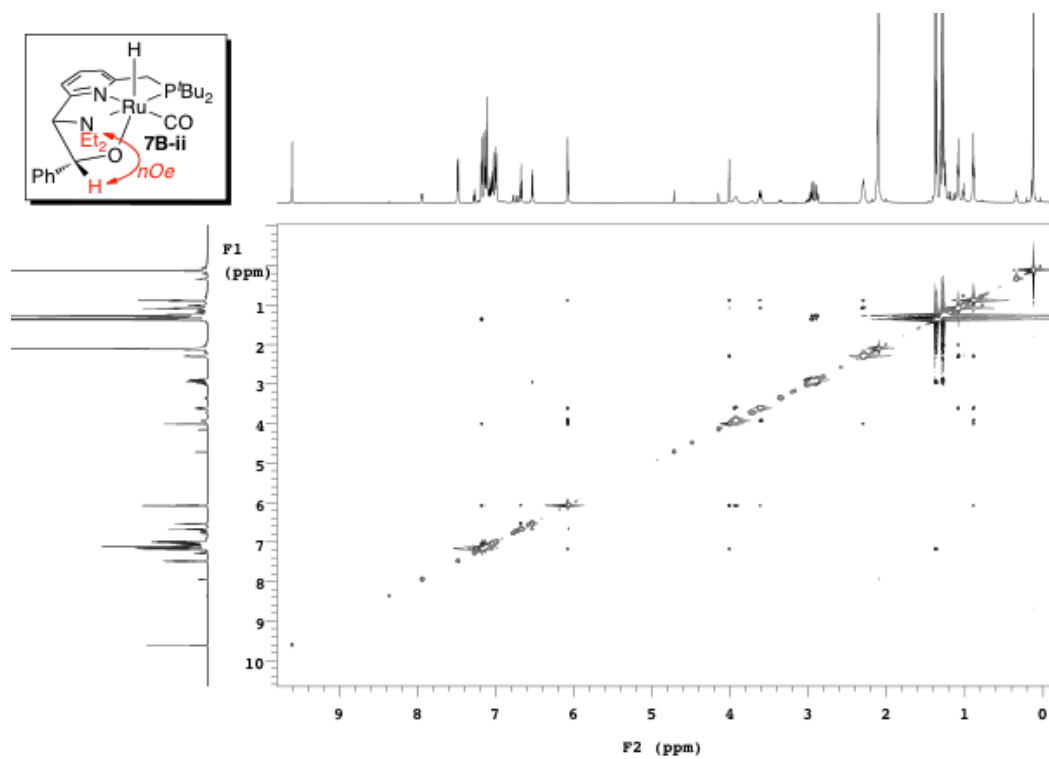 H
N
Ru
PᵗBu₂
CO
N
Et₂
7B-ii
O
nOe
Ph
H
F1
(ppm)
1
2
3
4
5
6
7
8
9
10
9 8 7 6 5 4 3 2 1 0
F2 (ppm)